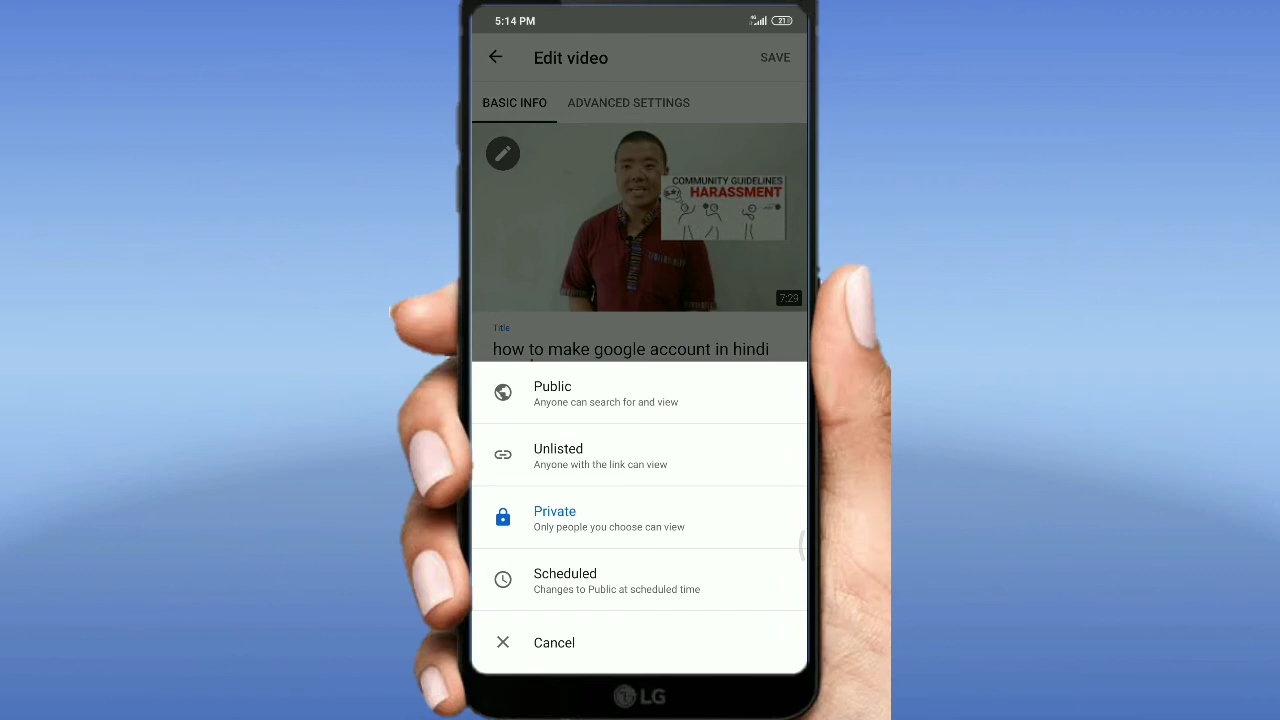 5:14 PM
21
Edit video
SAVE
BASIC INFO
ADVANCED SETTINGS
COMMUNITY GUIDELINES
HARASSMENT
7:29
Title
how to make google account in hindi
Public
Anyone can search for and view
Unlisted
Anyone with the link can view
Private
Only people you choose can view
Scheduled
Changes to Public at scheduled time
Cancel
LG